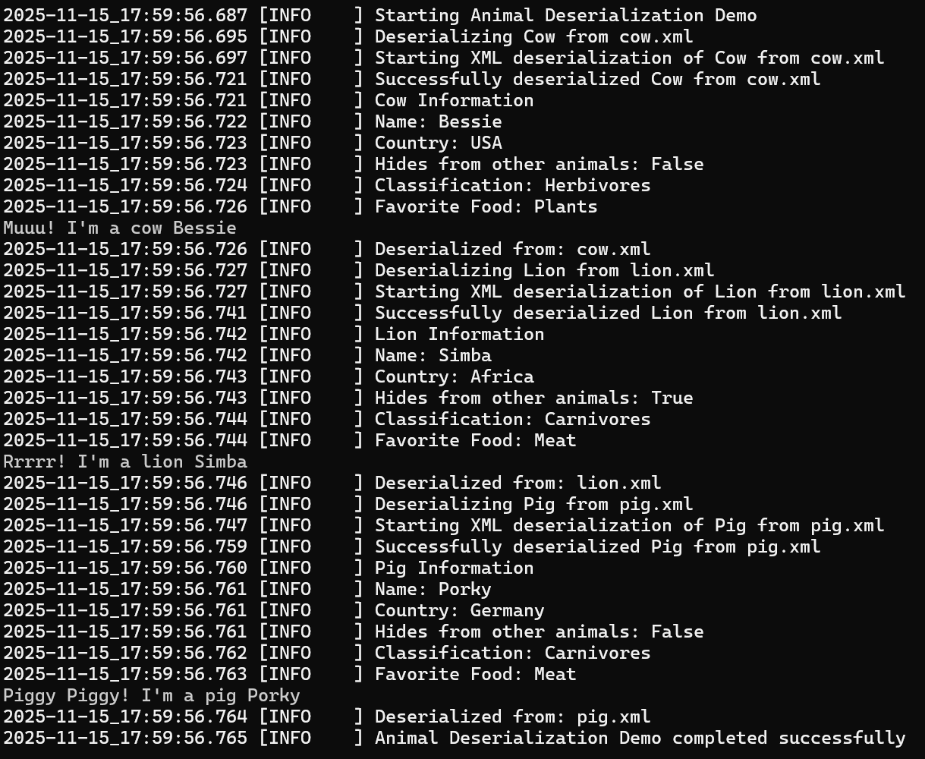 2025-11-15_17:59:56.687 [INFO    ] Starting Animal Deserialization Demo
2025-11-15_17:59:56.695 [INFO    ] Deserializing Cow from cow.xml
2025-11-15_17:59:56.697 [INFO    ] Starting XML deserialization of Cow from cow.xml
2025-11-15_17:59:56.721 [INFO    ] Successfully deserialized Cow from cow.xml
2025-11-15_17:59:56.721 [INFO    ] Cow Information
2025-11-15_17:59:56.722 [INFO    ] Name: Bessie
2025-11-15_17:59:56.723 [INFO    ] Country: USA
2025-11-15_17:59:56.723 [INFO    ] Hides from other animals: False
2025-11-15_17:59:56.724 [INFO    ] Classification: Herbivores
2025-11-15_17:59:56.726 [INFO    ] Favorite Food: Plants
Muuu! I'm a cow Bessie
2025-11-15_17:59:56.726 [INFO    ] Deserialized from: cow.xml
2025-11-15_17:59:56.727 [INFO    ] Deserializing Lion from lion.xml
2025-11-15_17:59:56.727 [INFO    ] Starting XML deserialization of Lion from lion.xml
2025-11-15_17:59:56.741 [INFO    ] Successfully deserialized Lion from lion.xml
2025-11-15_17:59:56.742 [INFO    ] Lion Information
2025-11-15_17:59:56.742 [INFO    ] Name: Simba
2025-11-15_17:59:56.743 [INFO    ] Country: Africa
2025-11-15_17:59:56.743 [INFO    ] Hides from other animals: True
2025-11-15_17:59:56.744 [INFO    ] Classification: Carnivores
2025-11-15_17:59:56.744 [INFO    ] Favorite Food: Meat
Rrrrr! I'm a lion Simba
2025-11-15_17:59:56.746 [INFO    ] Deserialized from: lion.xml
2025-11-15_17:59:56.746 [INFO    ] Deserializing Pig from pig.xml
2025-11-15_17:59:56.747 [INFO    ] Starting XML deserialization of Pig from pig.xml
2025-11-15_17:59:56.759 [INFO    ] Successfully deserialized Pig from pig.xml
2025-11-15_17:59:56.760 [INFO    ] Pig Information
2025-11-15_17:59:56.761 [INFO    ] Name: Porky
2025-11-15_17:59:56.761 [INFO    ] Country: Germany
2025-11-15_17:59:56.761 [INFO    ] Hides from other animals: False
2025-11-15_17:59:56.762 [INFO    ] Classification: Carnivores
2025-11-15_17:59:56.763 [INFO    ] Favorite Food: Meat
Piggy Piggy! I'm a pig Porky
2025-11-15_17:59:56.764 [INFO    ] Deserialized from: pig.xml
2025-11-15_17:59:56.765 [INFO    ] Animal Deserialization Demo completed successfully